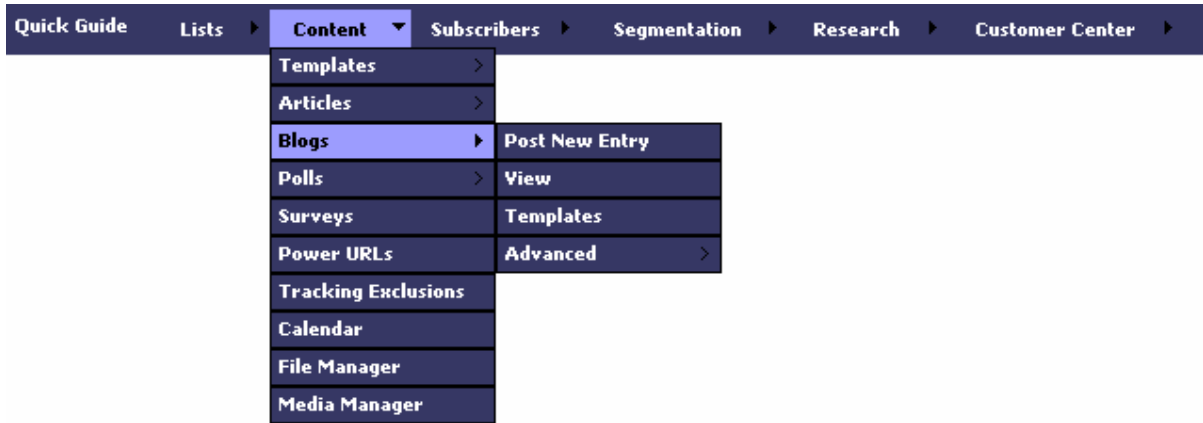 Quick Guide Lists Content Subscribers Segmentation Research Customer Center
Templates
Articles
Blogs Post New Entry
Polls View
Surveys Templates
Power URLs Advanced
Tracking Exclusions
Calendar
File Manager
Media Manager